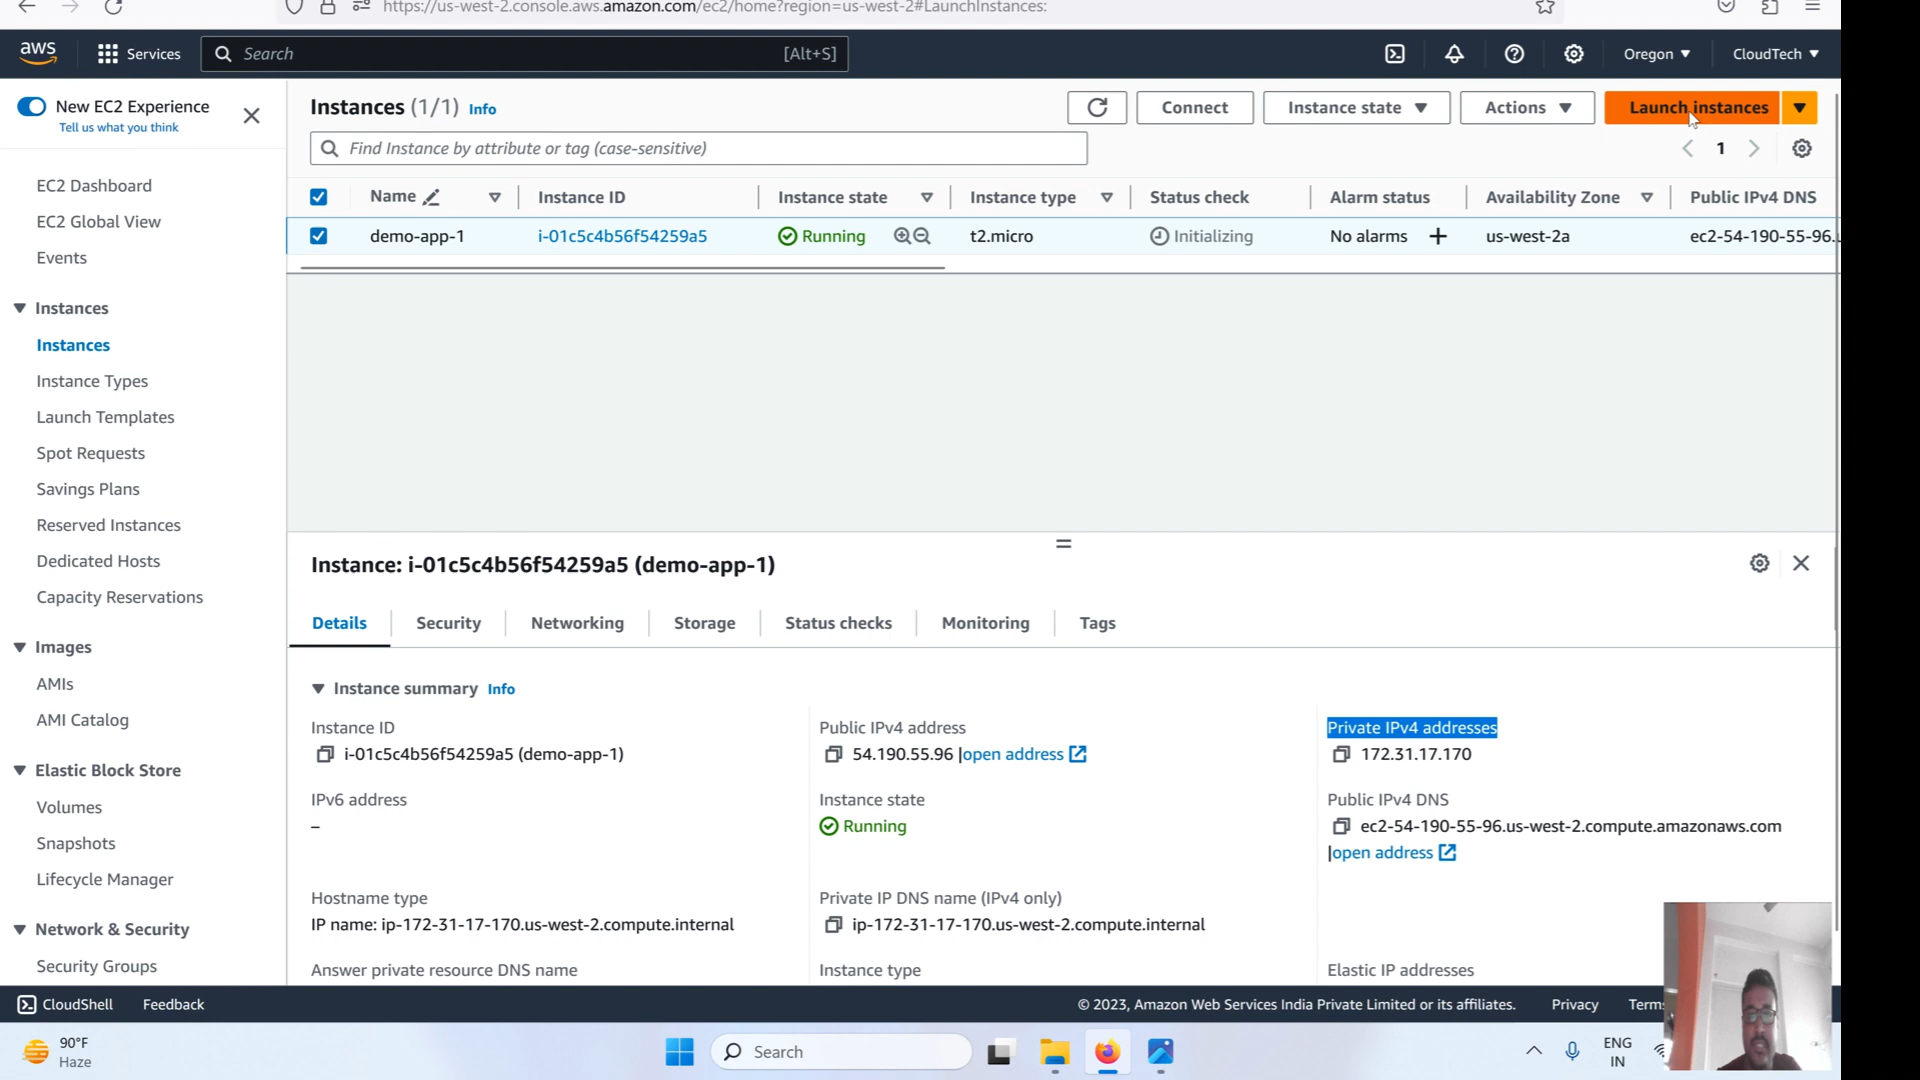 https://us-west-2.console.aws.amazon.com/ec2/home?region=us-west-2#LaunchInstances:
aws
Services
Search
[Alt+S]
Oregon
CloudTech
New EC2 Experience
Tell us what you think
EC2 Dashboard
EC2 Global View
Events
Instances
Instances
Instance Types
Launch Templates
Spot Requests
Savings Plans
Reserved Instances
Dedicated Hosts
Capacity Reservations
Images
AMIs
AMI Catalog
Elastic Block Store
Volumes
Snapshots
Lifecycle Manager
Network & Security
Security Groups
Instances (1/1) Info
Connect
Instance state
Actions
Launch instances
Find Instance by attribute or tag (case-sensitive)
1
Name
Instance ID
Instance state
Instance type
Status check
Alarm status
Availability Zone
Public IPv4 DNS
demo-app-1
i-01c5c4b56f54259a5
Running
t2.micro
Initializing
No alarms
us-west-2a
ec2-54-190-55-96.
Instance: i-01c5c4b56f54259a5 (demo-app-1)
Details
Security
Networking
Storage
Status checks
Monitoring
Tags
Instance summary Info
Instance ID
i-01c5c4b56f54259a5 (demo-app-1)
Public IPv4 address
54.190.55.96 |open address
Private IPv4 addresses
172.31.17.170
IPv6 address
–
Instance state
Running
Public IPv4 DNS
ec2-54-190-55-96.us-west-2.compute.amazonaws.com
|open address
Hostname type
IP name: ip-172-31-17-170.us-west-2.compute.internal
Private IP DNS name (IPv4 only)
ip-172-31-17-170.us-west-2.compute.internal
Answer private resource DNS name
Instance type
Elastic IP addresses
CloudShell
Feedback
© 2023, Amazon Web Services India Private Limited or its affiliates.
Privacy
Terms
90°F
Haze
Search
ENG
IN